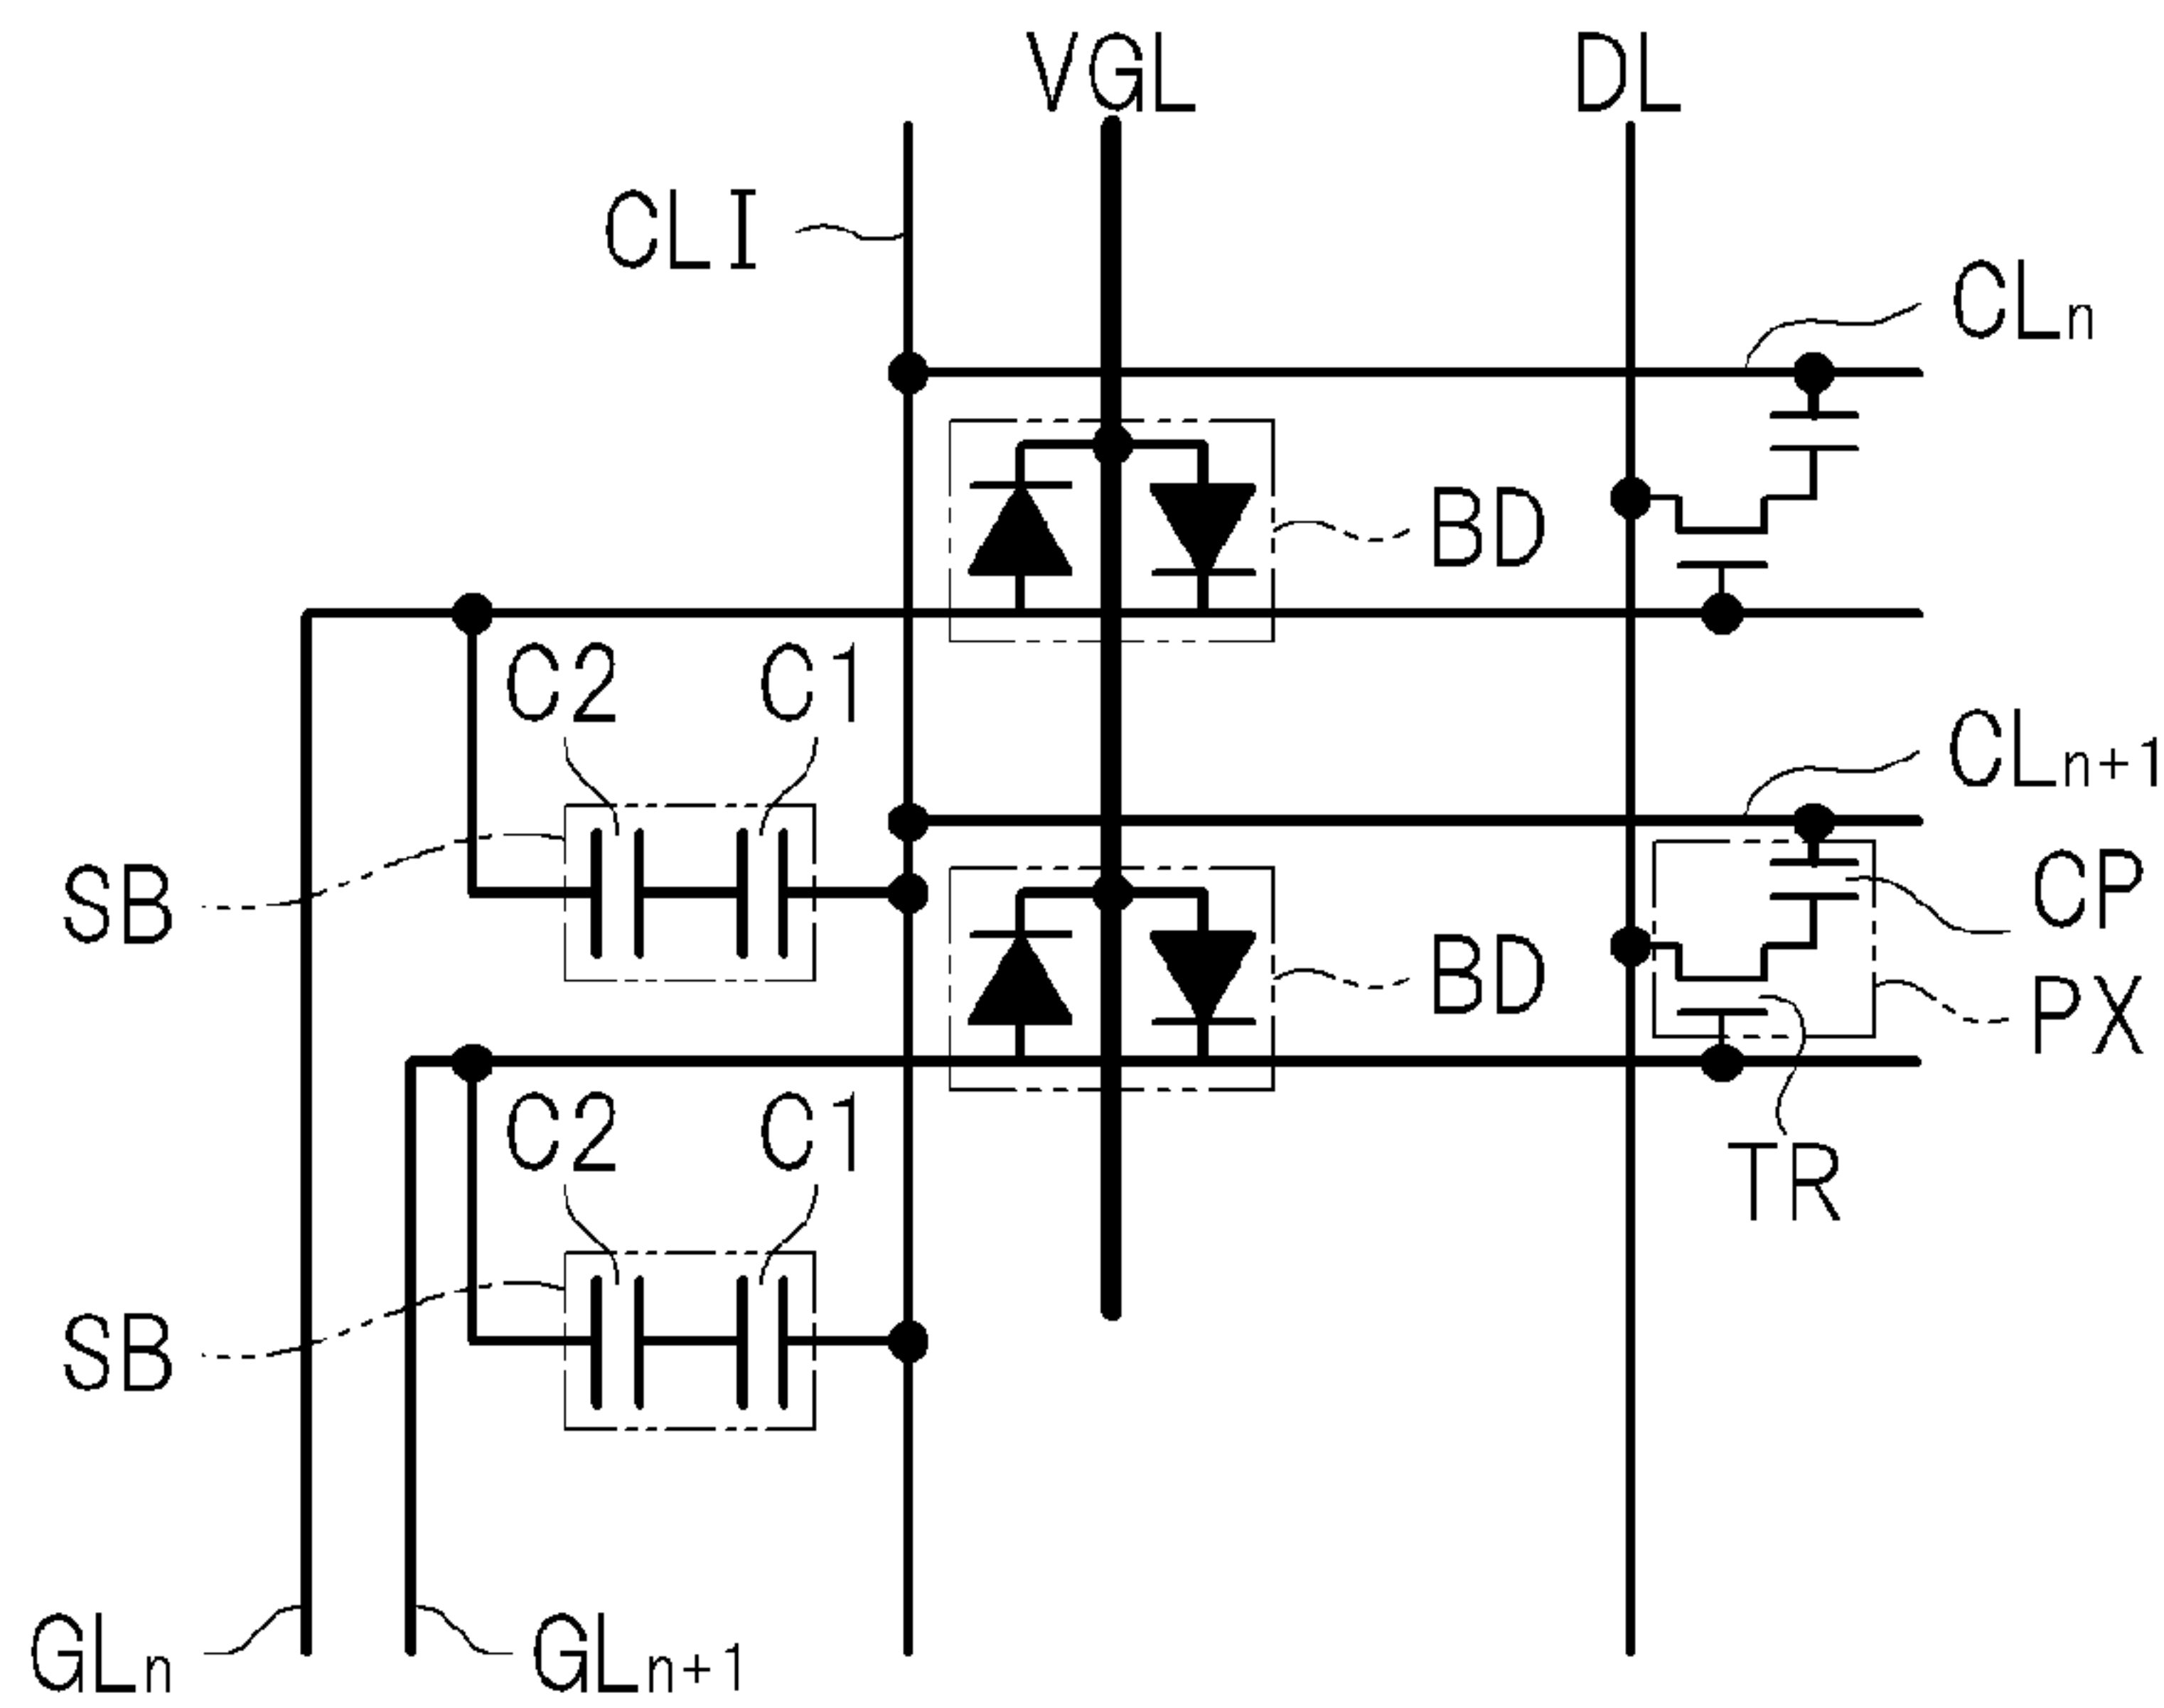 VGL DL
CLI
CLn
BD
C2 C1
CLn+1
SB
CP
BD
PX
C2 C1
TR
SB
GLn GLn+1